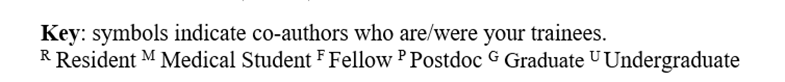 Key: symbols indicate co-authors who are/were your trainees.
R Resident M Medical Student F Fellow P Postdoc G Graduate U Undergraduate